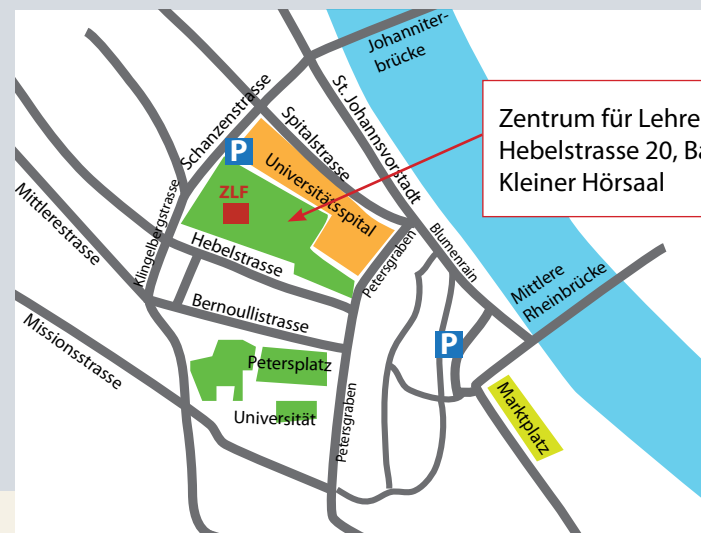 Johanniter-
brücke
Schanzenstrasse
Spitalstrasse
St. Johannsvorstadt
Zentrum für Lehre
Hebelstrasse 20,
Kleiner Hörsaal
P
Universitätsspital
ZLF
Mittlerestrasse
Klingelbergstrasse
Hebelstrasse
Petersgraben
Blumenrain
Mittlere
Rheinbrücke
Bernoullistrasse
Missionsstrasse
P
Petersplatz
Universität
Petersgraben
Marktplatz